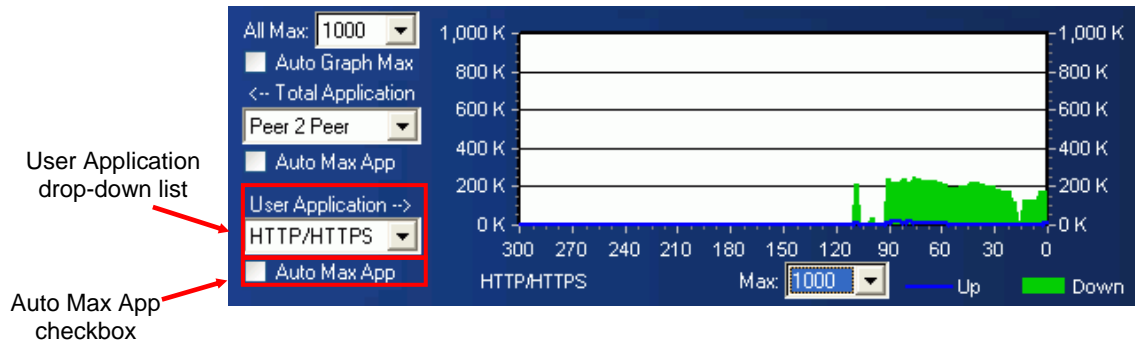 User Application
drop-down list
Auto Max App
checkbox
All Max: 1000
Auto Graph Max
<-- Total Application
Peer 2 Peer
Auto Max App
User Application -->
HTTP/HTTPS
Auto Max App
1,000 K
800 K
600 K
400 K
200 K
0 K
1,000 K
800 K
600 K
400 K
200 K
0 K
300 270 240 210 180 150 120 90 60 30 0
HTTP/HTTPS Max: 1000 Up Down